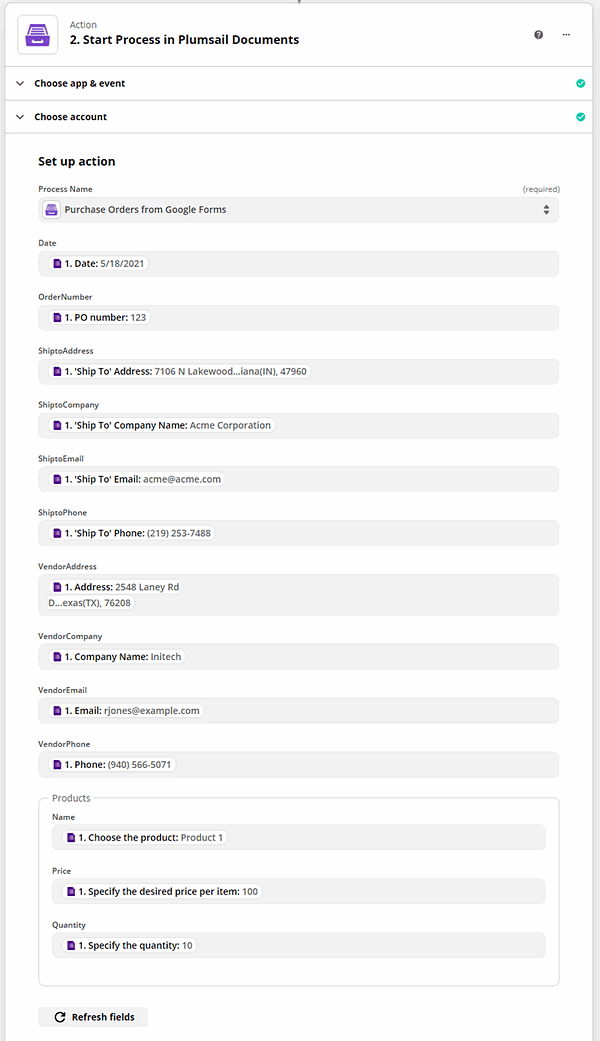 Action
2. Start Process in Plumsail Documents
Choose app & event
Choose account
Set up action
Process Name (required)
Purchase Orders from Google Forms
Date
1. Date: 5/18/2021
OrderNumber
1. PO number: 123
ShiptoAddress
1. 'Ship To' Address: 7106 N Lakewood...iana(IN), 47960
ShiptoCompany
1. 'Ship To' Company Name: Acme Corporation
ShiptoEmail
1. 'Ship To' Email: acme@acme.com
ShiptoPhone
1. 'Ship To' Phone: (219) 253-7488
VendorAddress
1. Address: 2548 Laney Rd
D...exas(TX), 76208
VendorCompany
1. Company Name: Initech
VendorEmail
1. Email: rjones@example.com
VendorPhone
1. Phone: (940) 566-5071
Products
Name
1. Choose the product: Product 1
Price
1. Specify the desired price per item: 100
Quantity
1. Specify the quantity: 10
Refresh fields